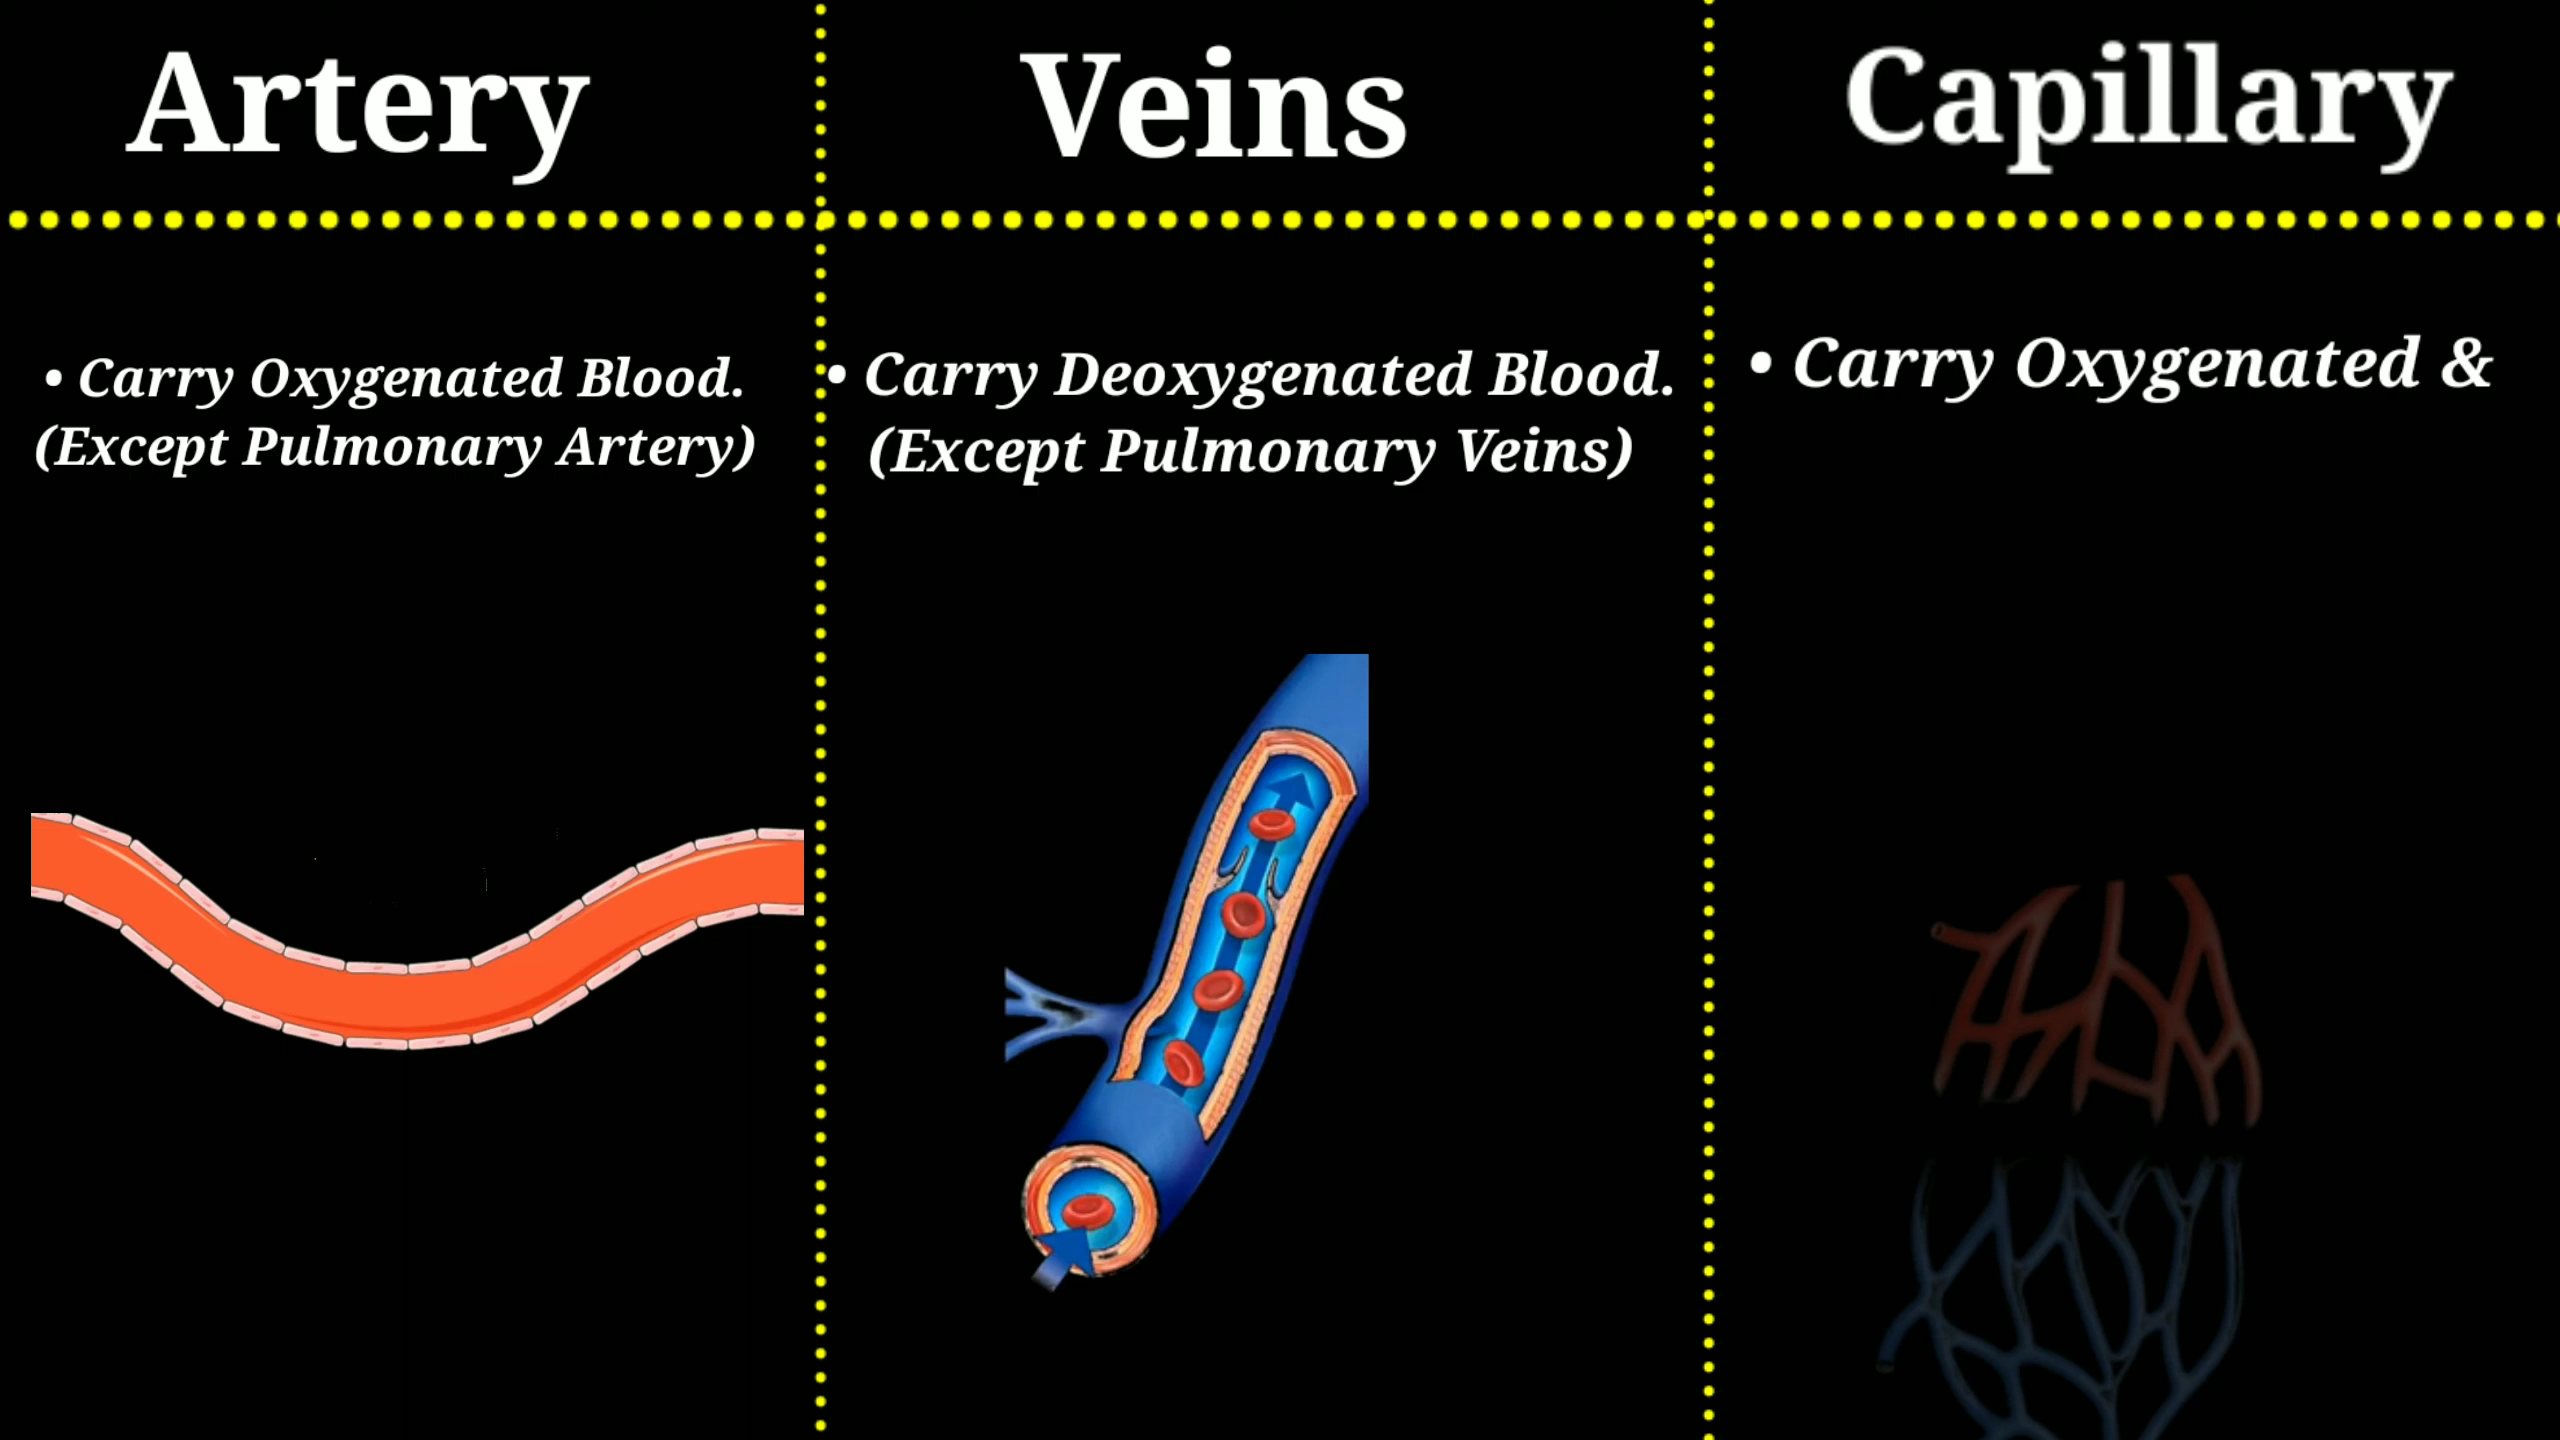 Artery
Veins
Capillary
• Carry Oxygenated Blood.
(Except Pulmonary Artery)
• Carry Deoxygenated Blood.
(Except Pulmonary Veins)
• Carry Oxygenated &